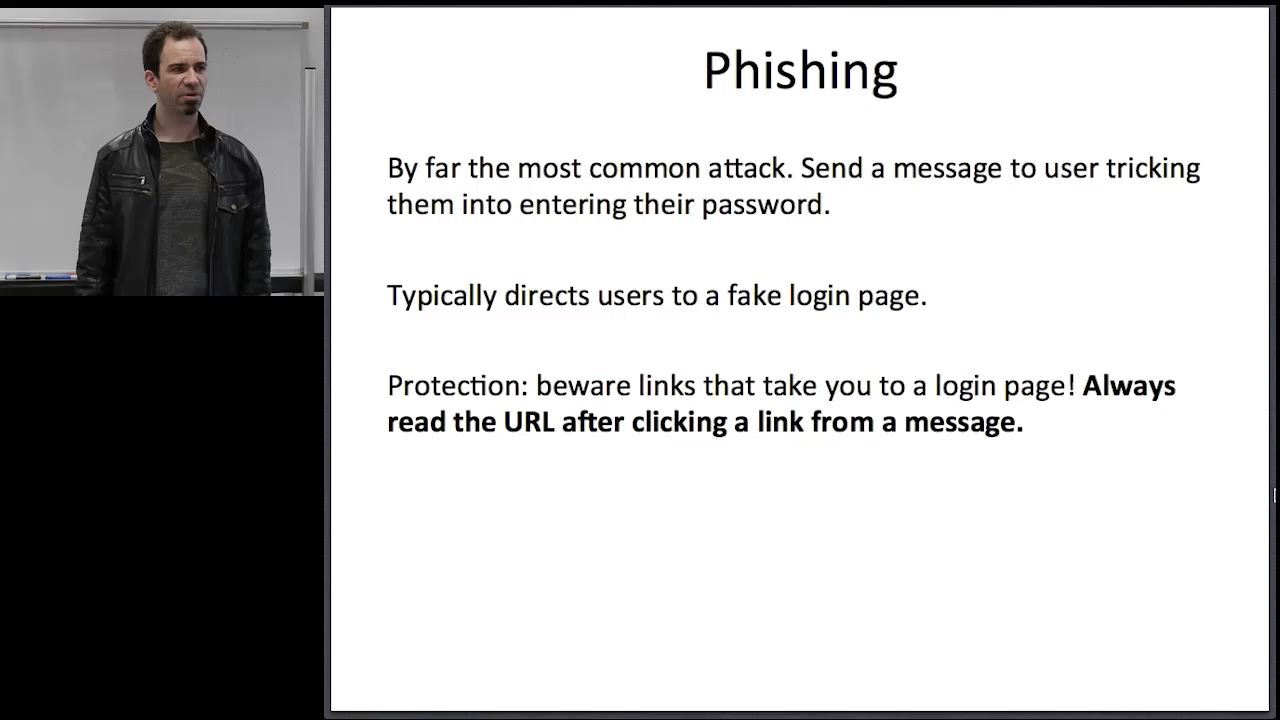 Phishing
By far the most common attack. Send a message to user tricking
them into entering their password.
Typically directs users to a fake login page.
Protection: beware links that take you to a login page! Always
read the URL after clicking a link from a message.